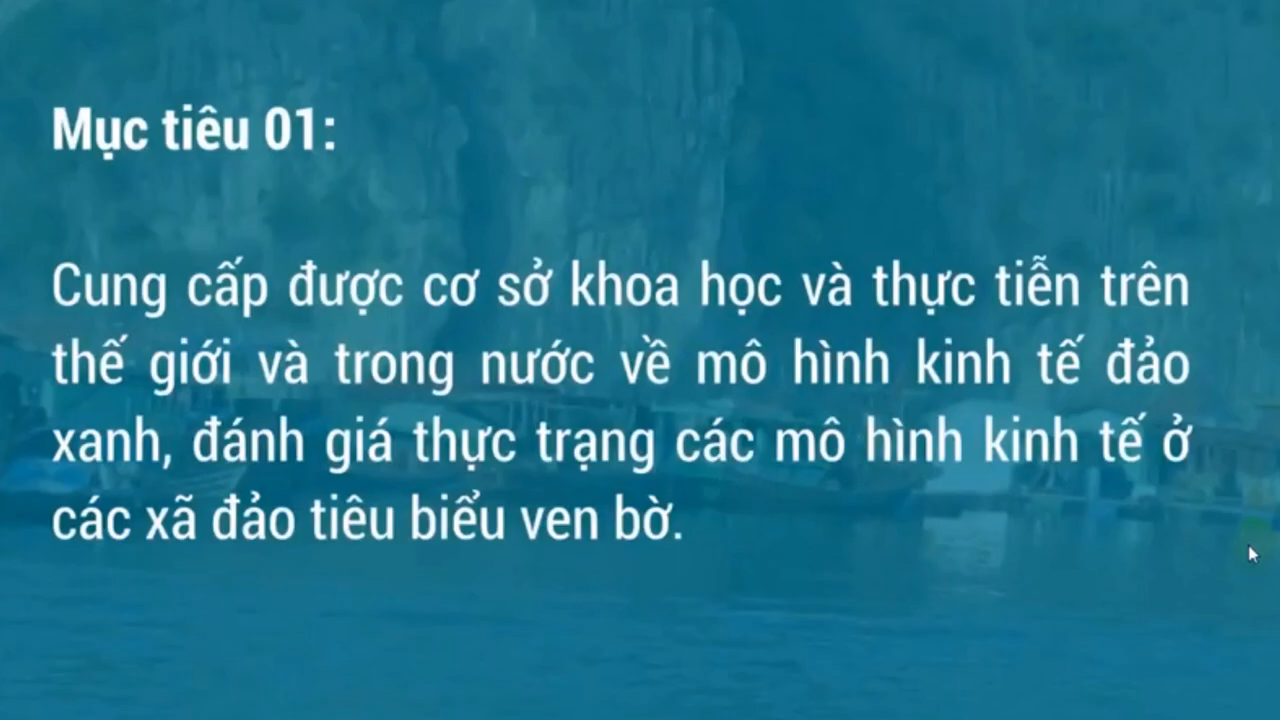 Mục tiêu 01:
Cung cấp được cơ sở khoa học và thực tiễn trên
thế giới và trong nước về mô hình kinh tế đảo
xanh, đánh giá thực trạng các mô hình kinh tế ở
các xã đảo tiêu biểu ven bờ.